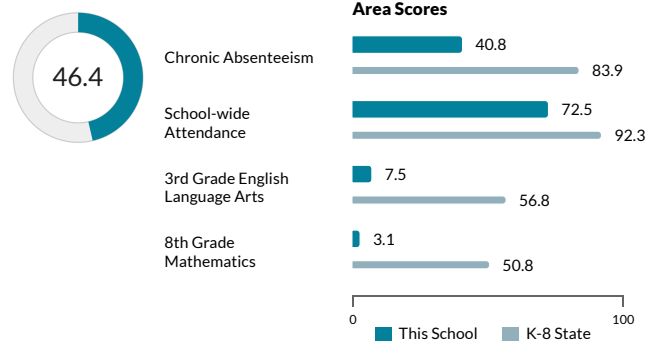 Area Scores
46.4
Chronic Absenteeism
40.8
83.9
School-wide
Attendance
72.5
92.3
3rd Grade English
Language Arts
7.5
56.8
8th Grade
Mathematics
3.1
50.8
0
100
This School
K-8 State